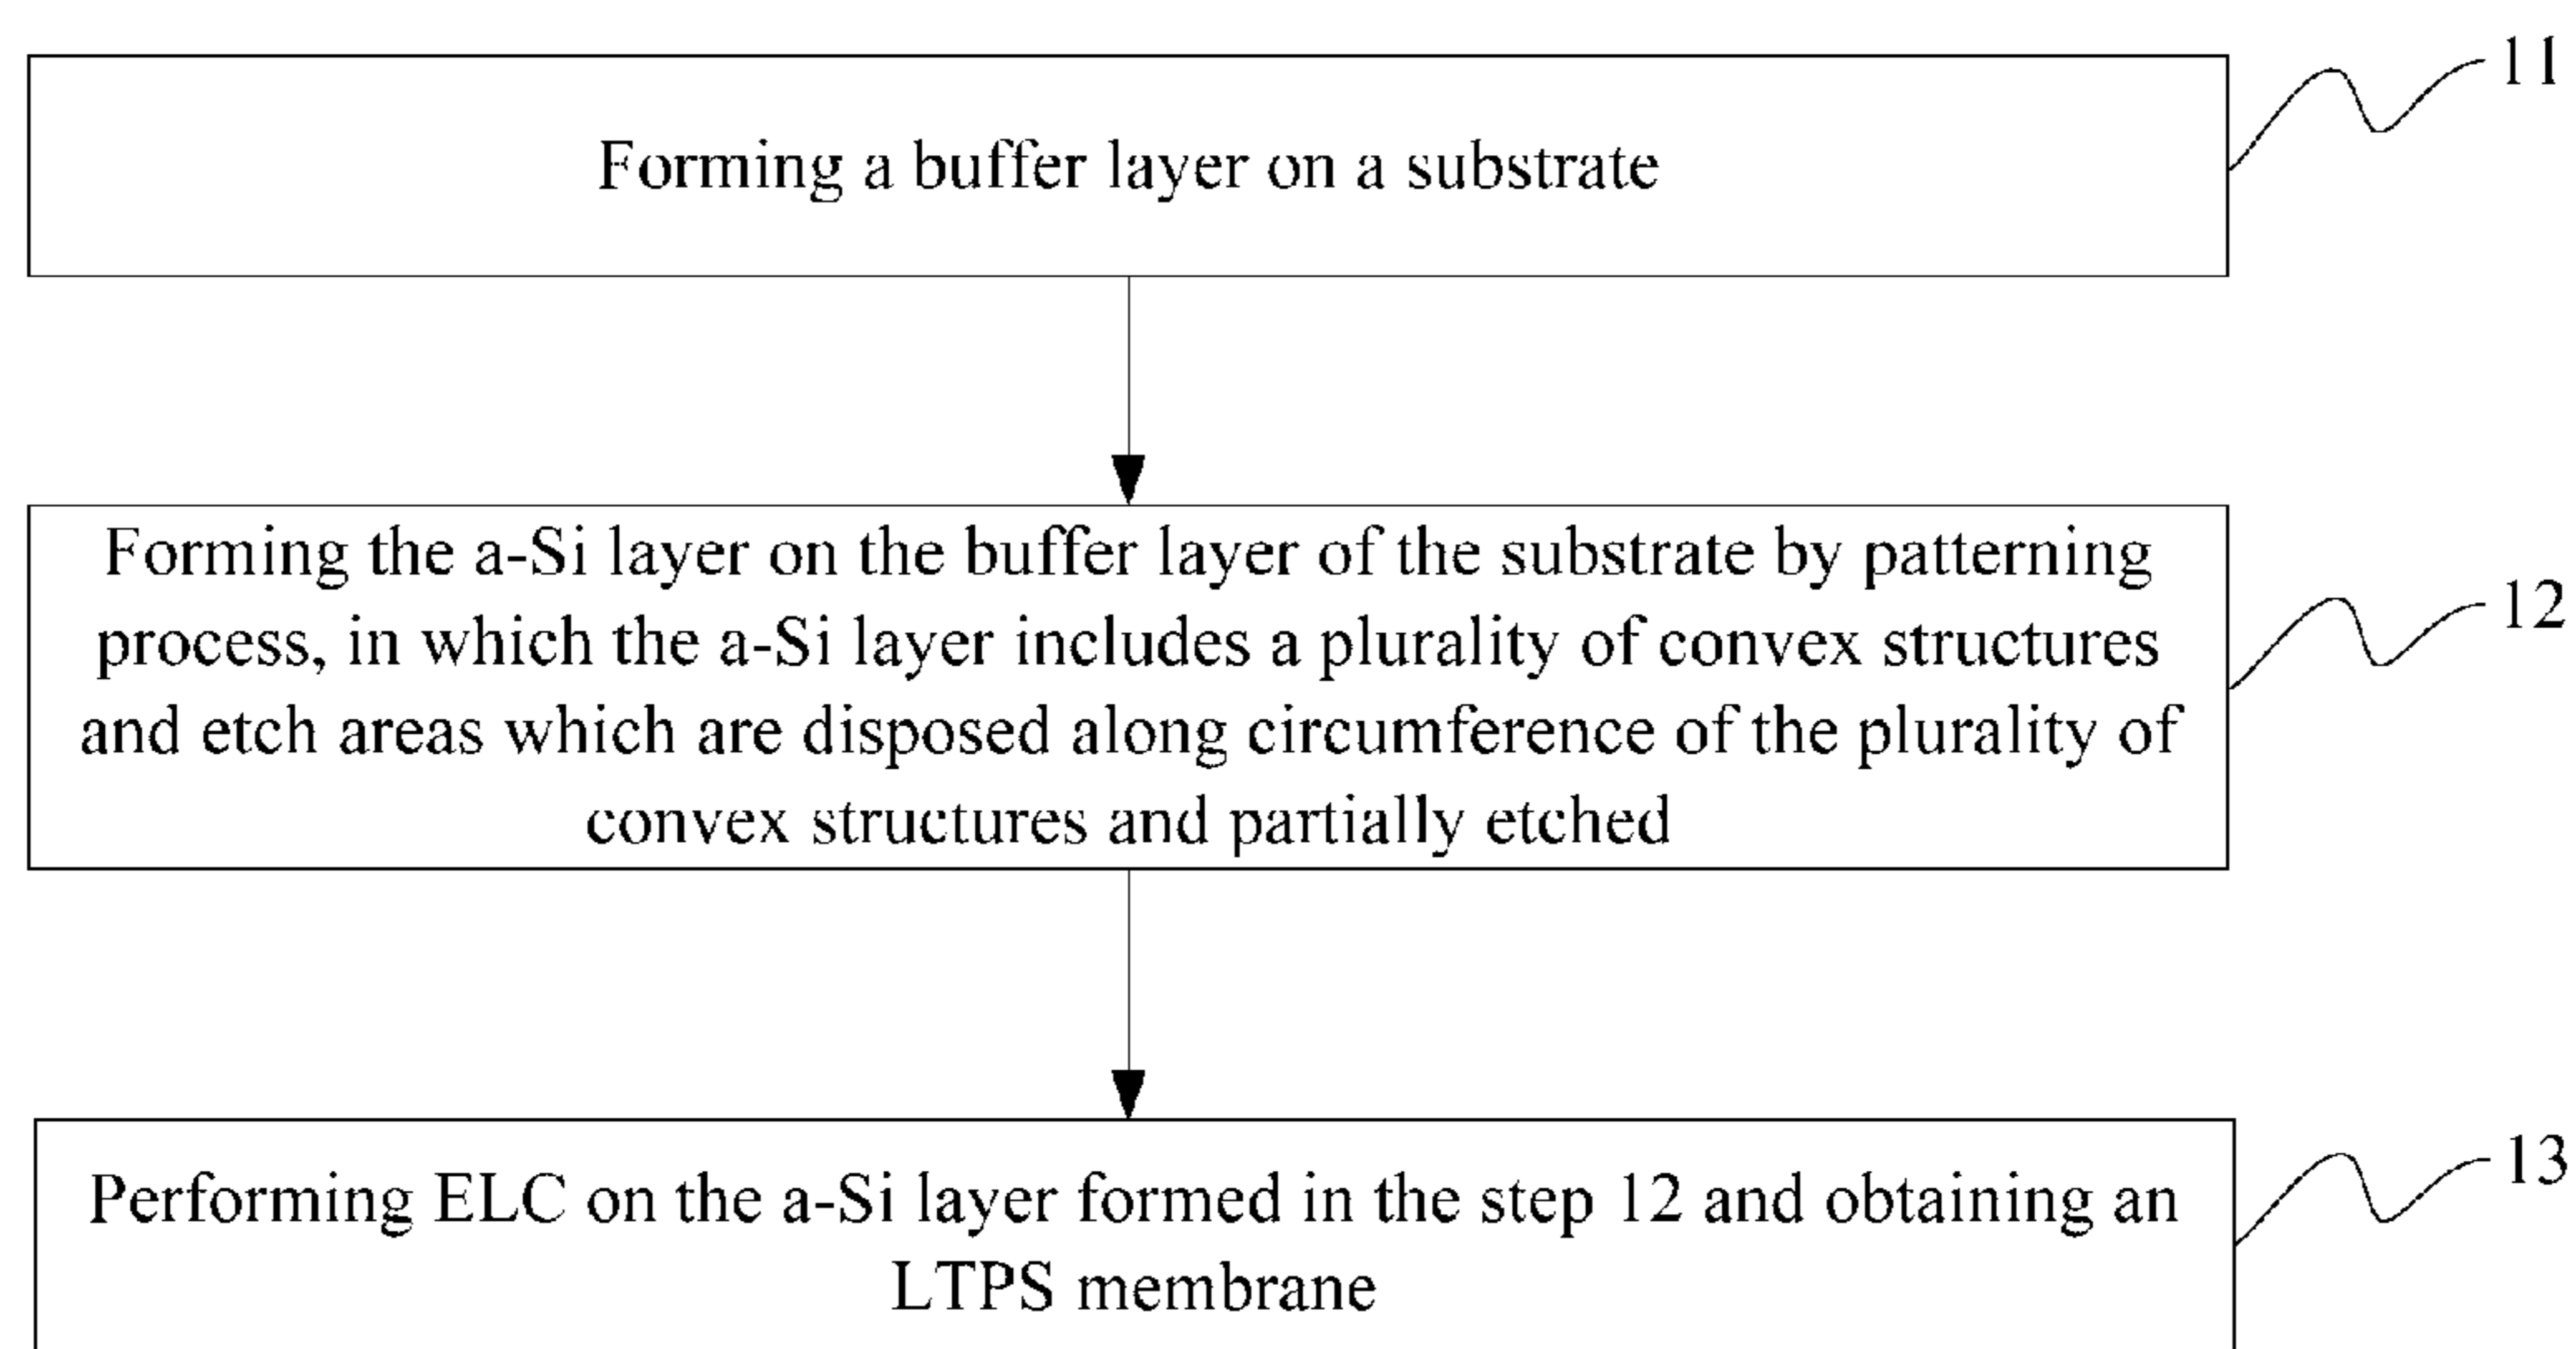 11
Forming a buffer layer on a substrate
Forming the a-Si layer on the buffer layer of the substrate by patterning
process, in which the a-Si layer includes a plurality of convex structures
and etch areas which are disposed along circumference of the plurality of
convex structures and partially etched
12
Performing ELC on the a-Si layer formed in the step 12 and obtaining an
LTPS membrane
13